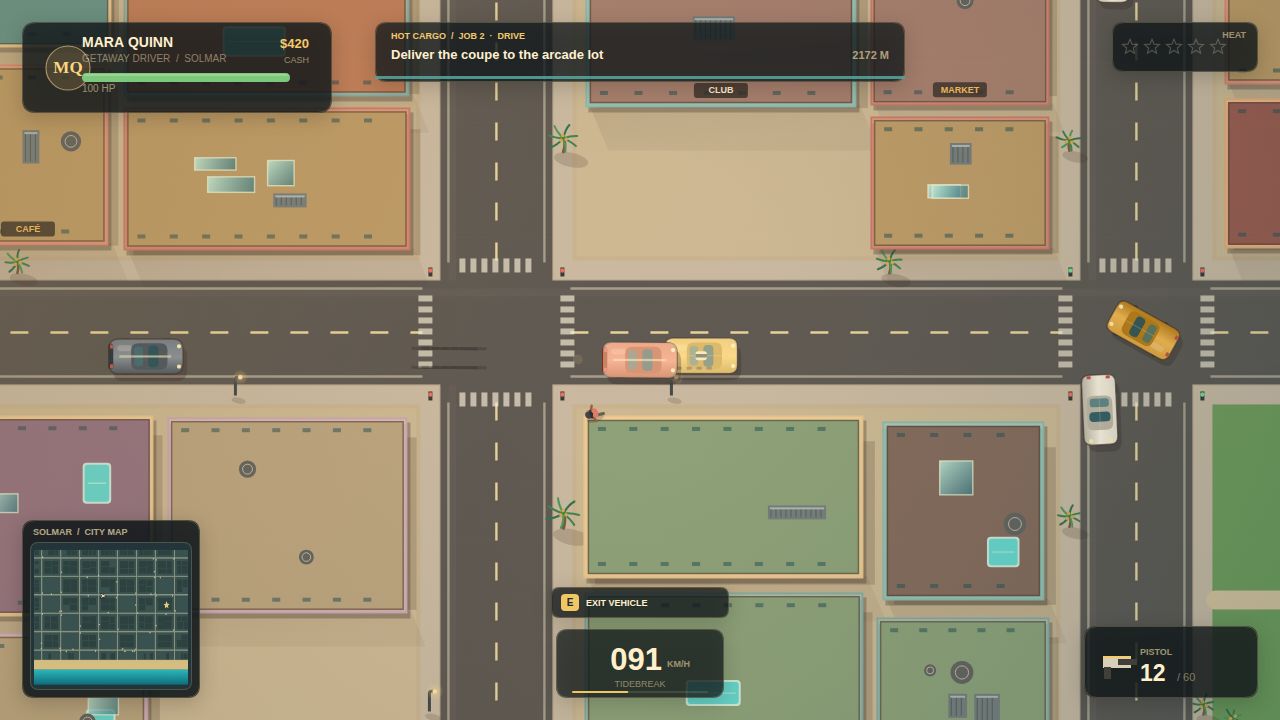 MARA QUINN
$420
MQ
GETAWAY DRIVER / SOLMAR
CASH
100 HP
HOT CARGO / JOB 2 · DRIVE
Deliver the coupe to the arcade lot
2172 M
HEAT
CLUB
MARKET
CAFÉ
SOLMAR / CITY MAP
E EXIT VEHICLE
091 KM/H
TIDEBREAK
PISTOL
12 / 60